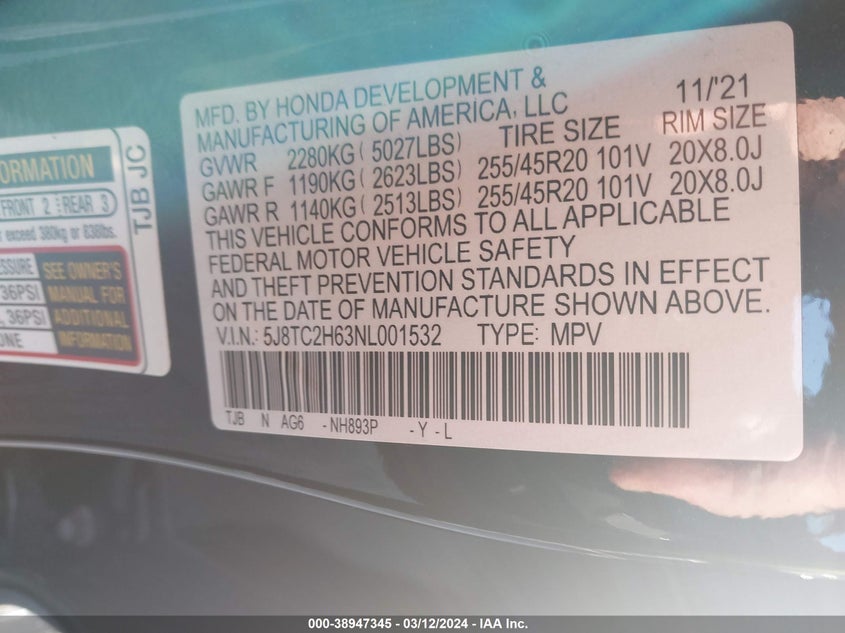 MFD. BY HONDA DEVELOPMENT & 11/'21
MANUFACTURING OF AMERICA, LLC
TIRE SIZE RIM SIZE
GVWR 2280KG ( 5027LBS)
GAWR F 1190KG ( 2623LBS) 255/45R20 101V 20X8.0J
GAWR R 1140KG ( 2513LBS) 255/45R20 101V 20X8.0J
THIS VEHICLE CONFORMS TO ALL APPLICABLE
FEDERAL MOTOR VEHICLE SAFETY
AND THEFT PREVENTION STANDARDS IN EFFECT
ON THE DATE OF MANUFACTURE SHOWN ABOVE.
V.I.N.: 5J8TC2H63NL001532 TYPE: MPV
TJB N AG6 - NH893P - Y - L
FRONT 2 REAR 3
exceed 380kg or 838lbs.
36PSI
36PSI
SEE OWNER'S
MANUAL FOR
ADDITIONAL
INFORMATION
TJB JC
000-38947345 - 03/12/2024 - IAA Inc.